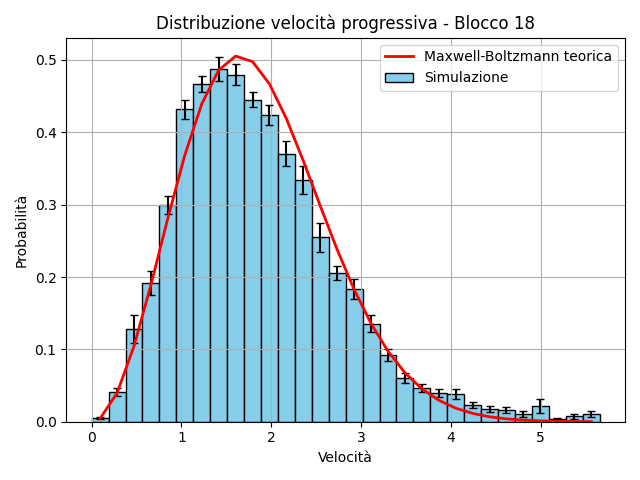 Distribuzione velocità progressiva - Blocco 18
Maxwell-Boltzmann teorica
Simulazione
Probabilità
0.5
0.4
0.3
0.2
0.1
0.0
0 1 2 3 4 5
Velocità